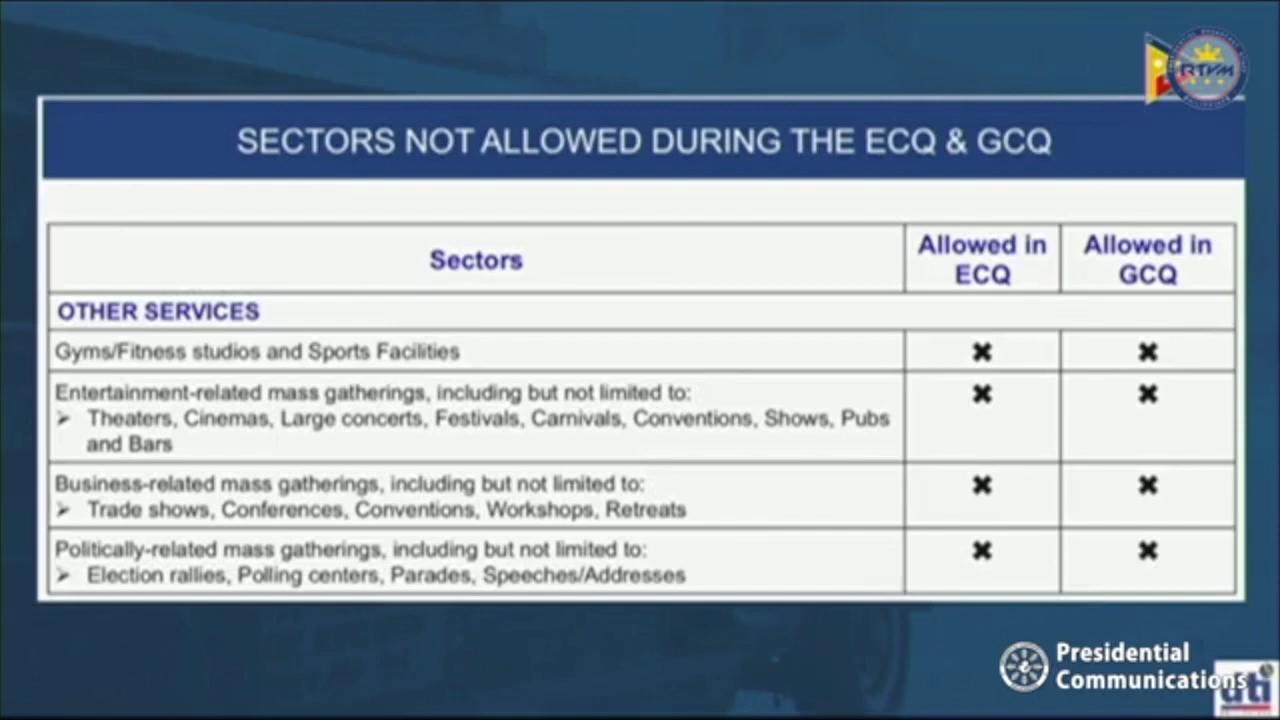 RTVM
SECTORS NOT ALLOWED DURING THE ECQ & GCQ
Sectors
Allowed in
ECQ
Allowed in
GCQ
OTHER SERVICES
Gyms/Fitness studios and Sports Facilities
✖ ✖
Entertainment-related mass gatherings, including but not limited to:
✖ ✖
➢ Theaters, Cinemas, Large concerts, Festivals, Carnivals, Conventions, Shows, Pubs
and Bars
Business-related mass gatherings, including but not limited to:
✖ ✖
➢ Trade shows, Conferences, Conventions, Workshops, Retreats
Politically-related mass gatherings, including but not limited to:
✖ ✖
➢ Election rallies, Polling centers, Parades, Speeches/Addresses
Presidential
Communications
dti